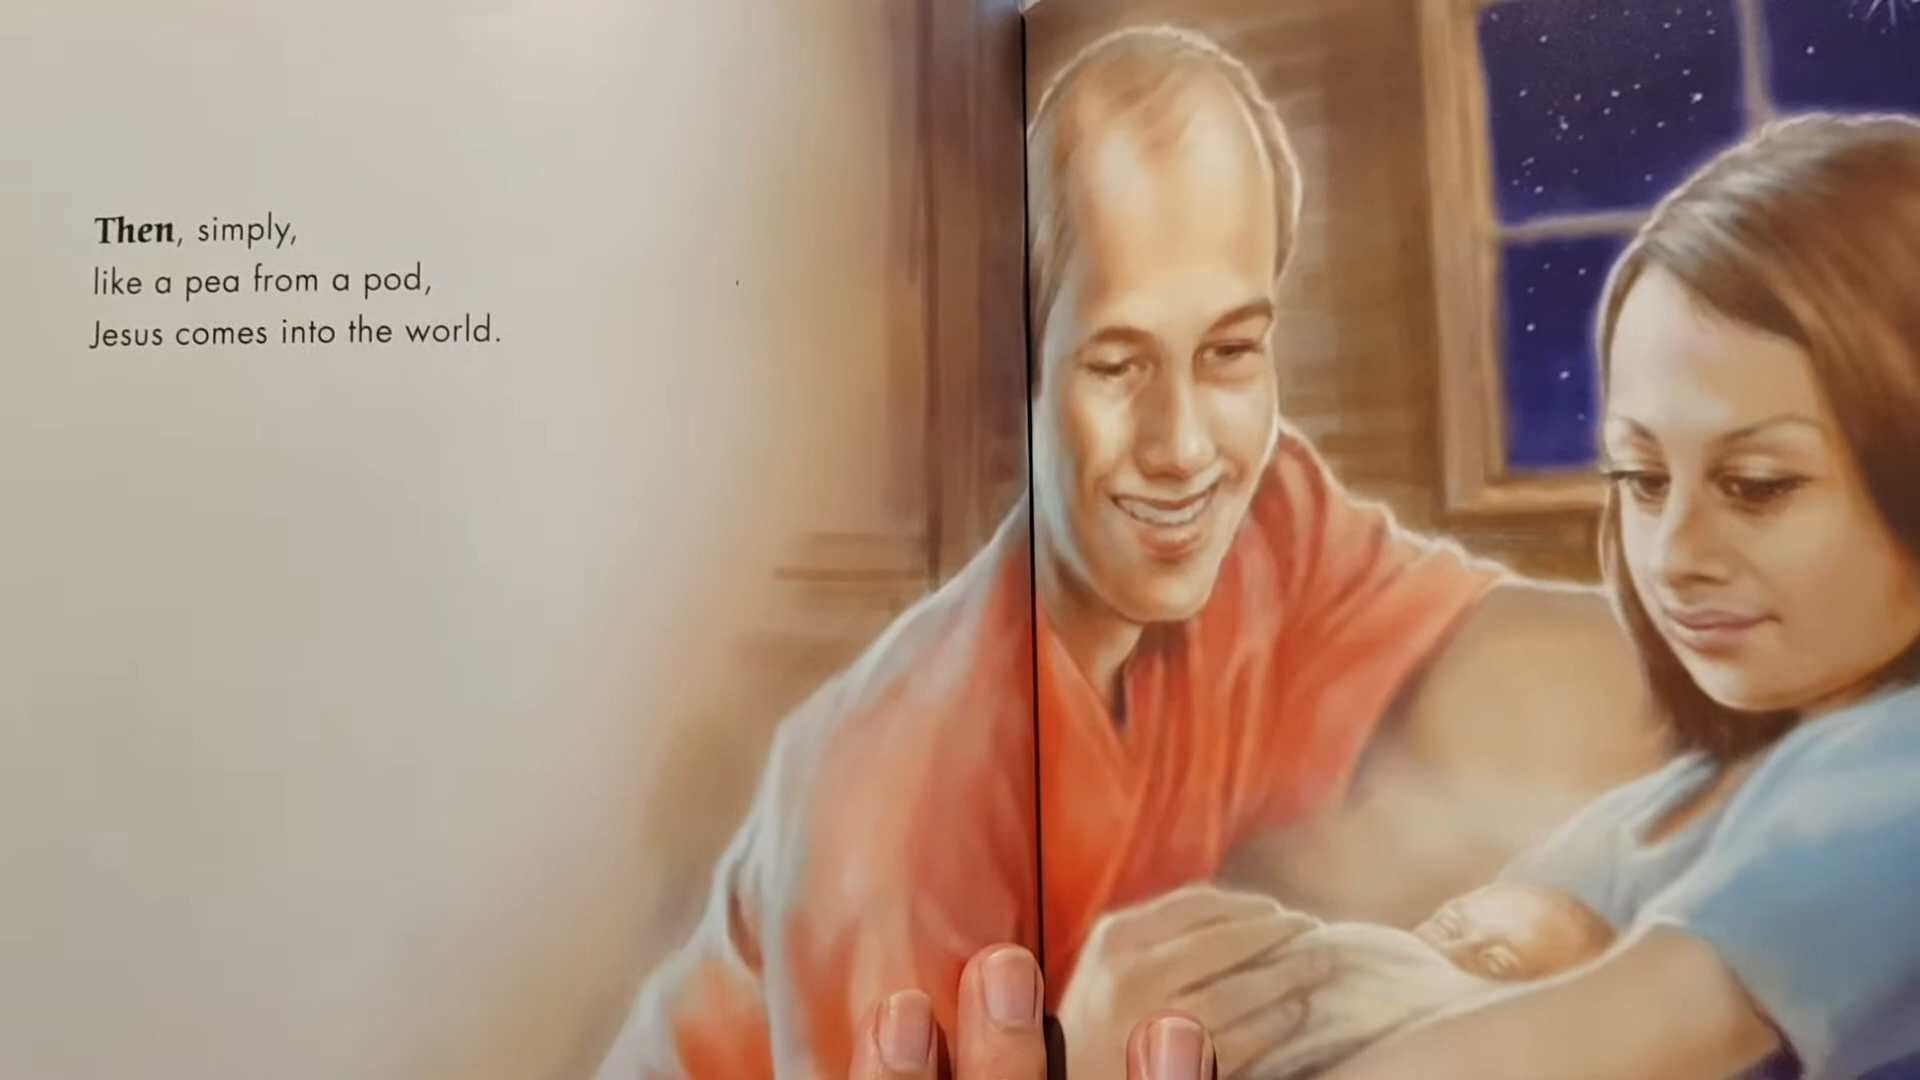 Then, simply,
like a pea from a pod,
Jesus comes into the world.